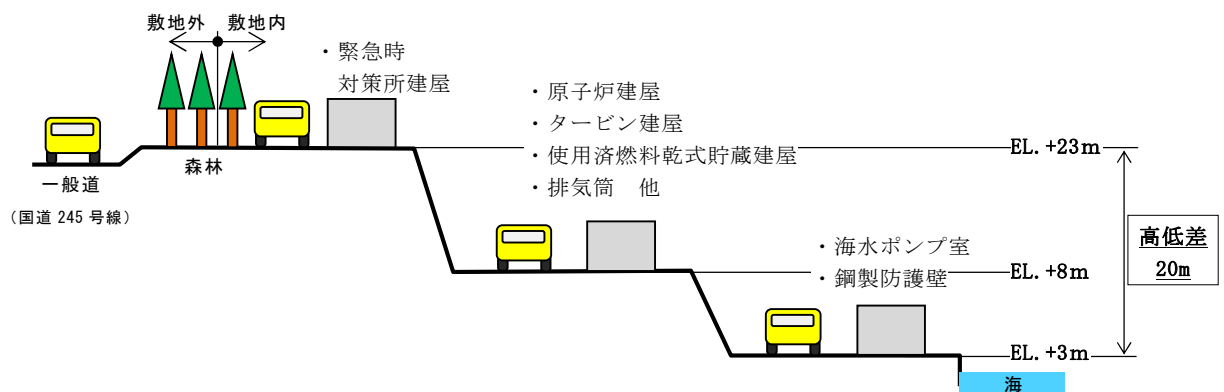 敷地外
敷地内
・緊急時
対策所建屋
・原子炉建屋
・タービン建屋
・使用済燃料乾式貯蔵建屋
・排気筒　他
EL. +23m
森林
一般道
（国道 245 号線）
高低差
20m
・海水ポンプ室
・鋼製防護壁
EL. +8m
EL. +3m
海